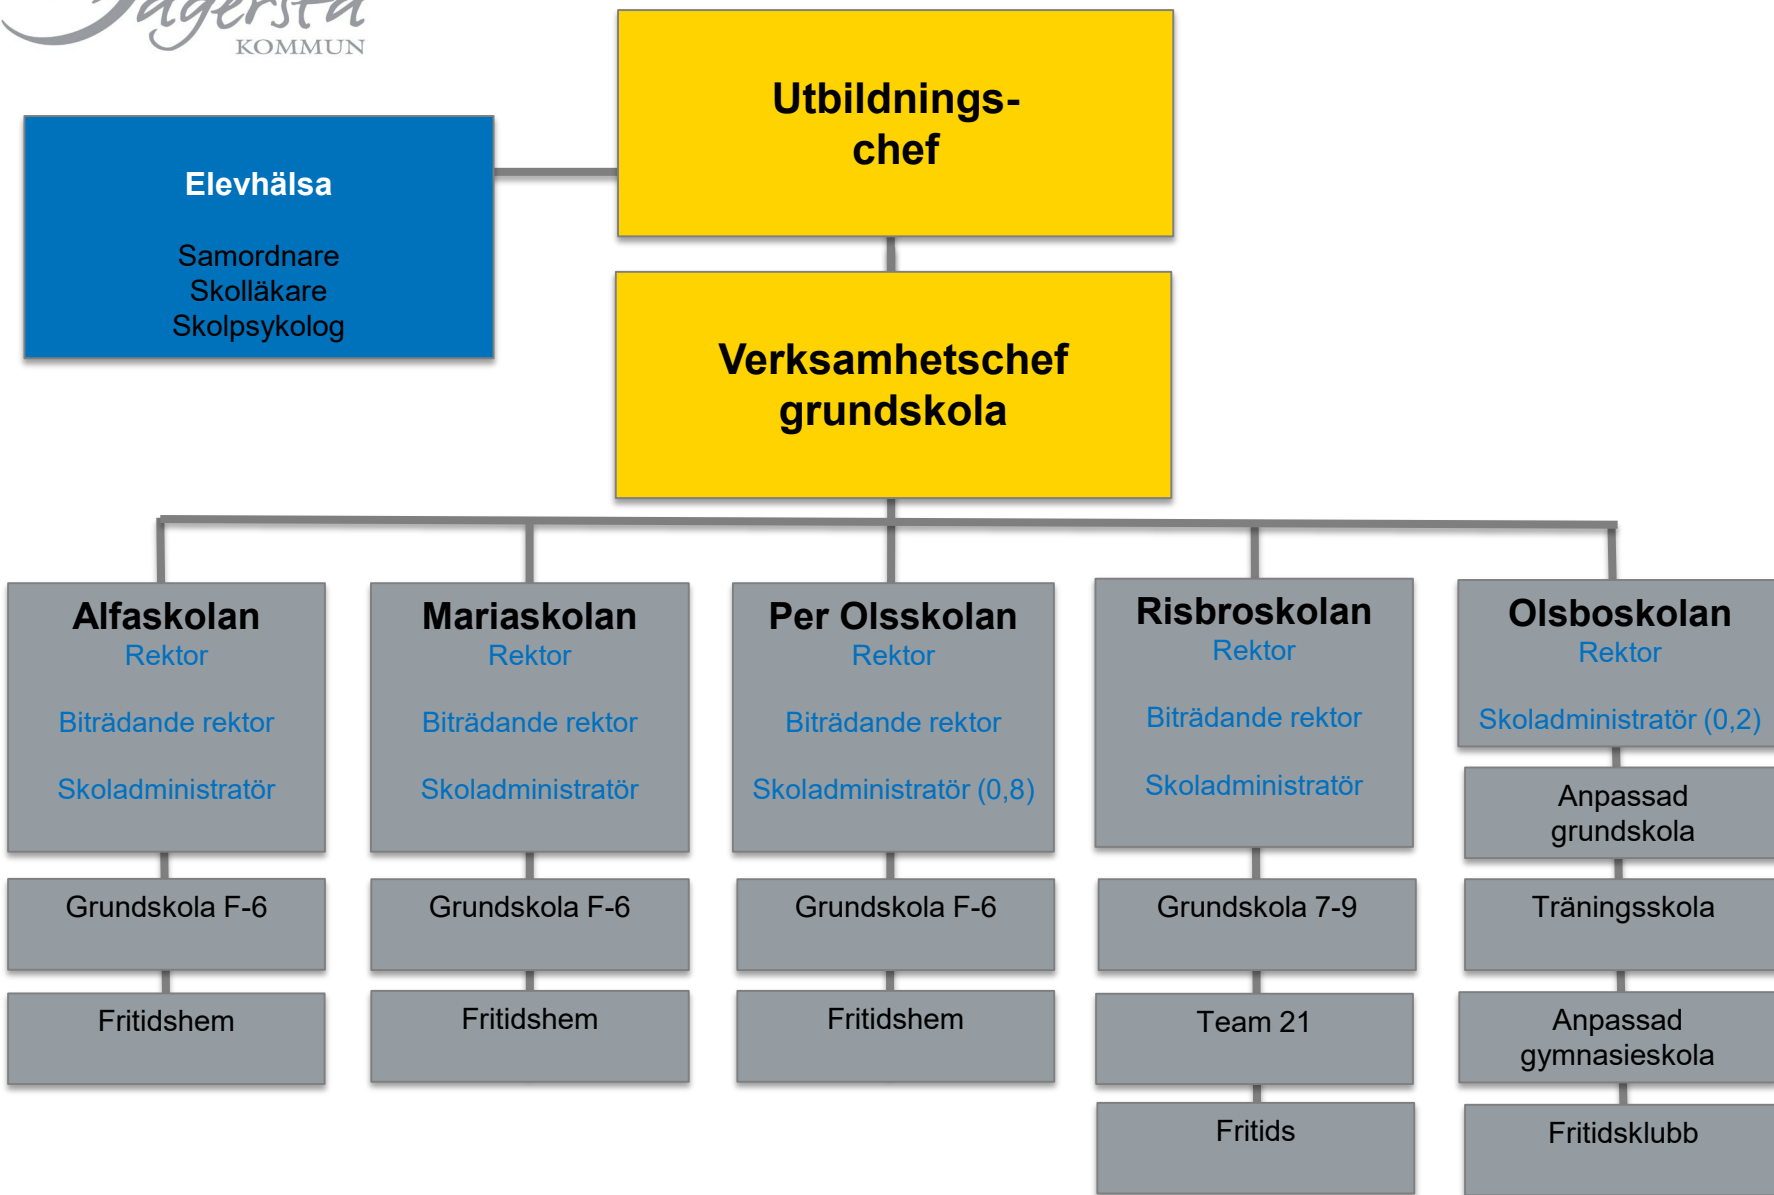 KOMMUN
Utbildnings-
chef
Elevhälsa
Samordnare
Skolläkare
Skolpsykolog
Verksamhetschef
grundskola
Alfaskolan
Rektor
Biträdande rektor
Skoladministratör
Grundskola F-6
Fritidshem
Mariaskolan
Rektor
Biträdande rektor
Skoladministratör
Grundskola F-6
Fritidshem
Per Olsskolan
Rektor
Biträdande rektor
Skoladministratör (0,8)
Grundskola F-6
Fritidshem
Risbroskolan
Rektor
Biträdande rektor
Skoladministratör
Grundskola 7-9
Team 21
Fritids
Olsboskolan
Rektor
Skoladministratör (0,2)
Anpassad
grundskola
Träningsskola
Anpassad
gymnasieskola
Fritidsklubb